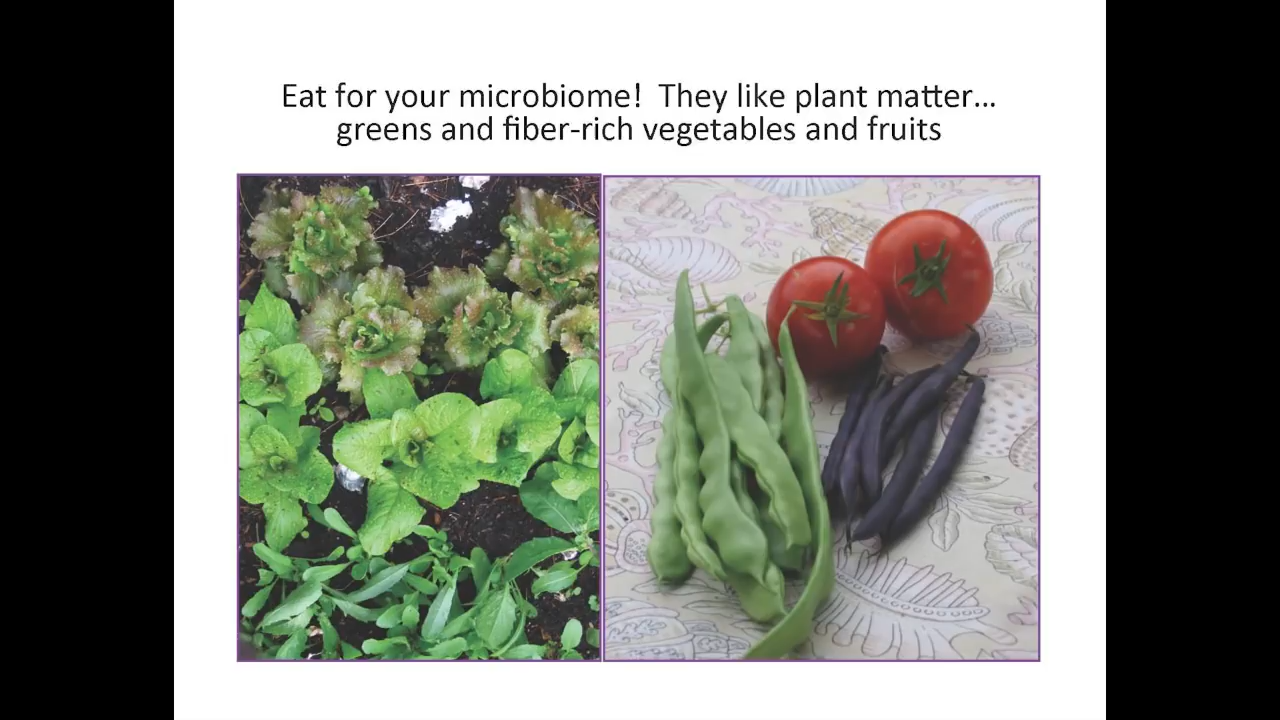 Eat for your microbiome!  They like plant matter...
greens and fiber-rich vegetables and fruits